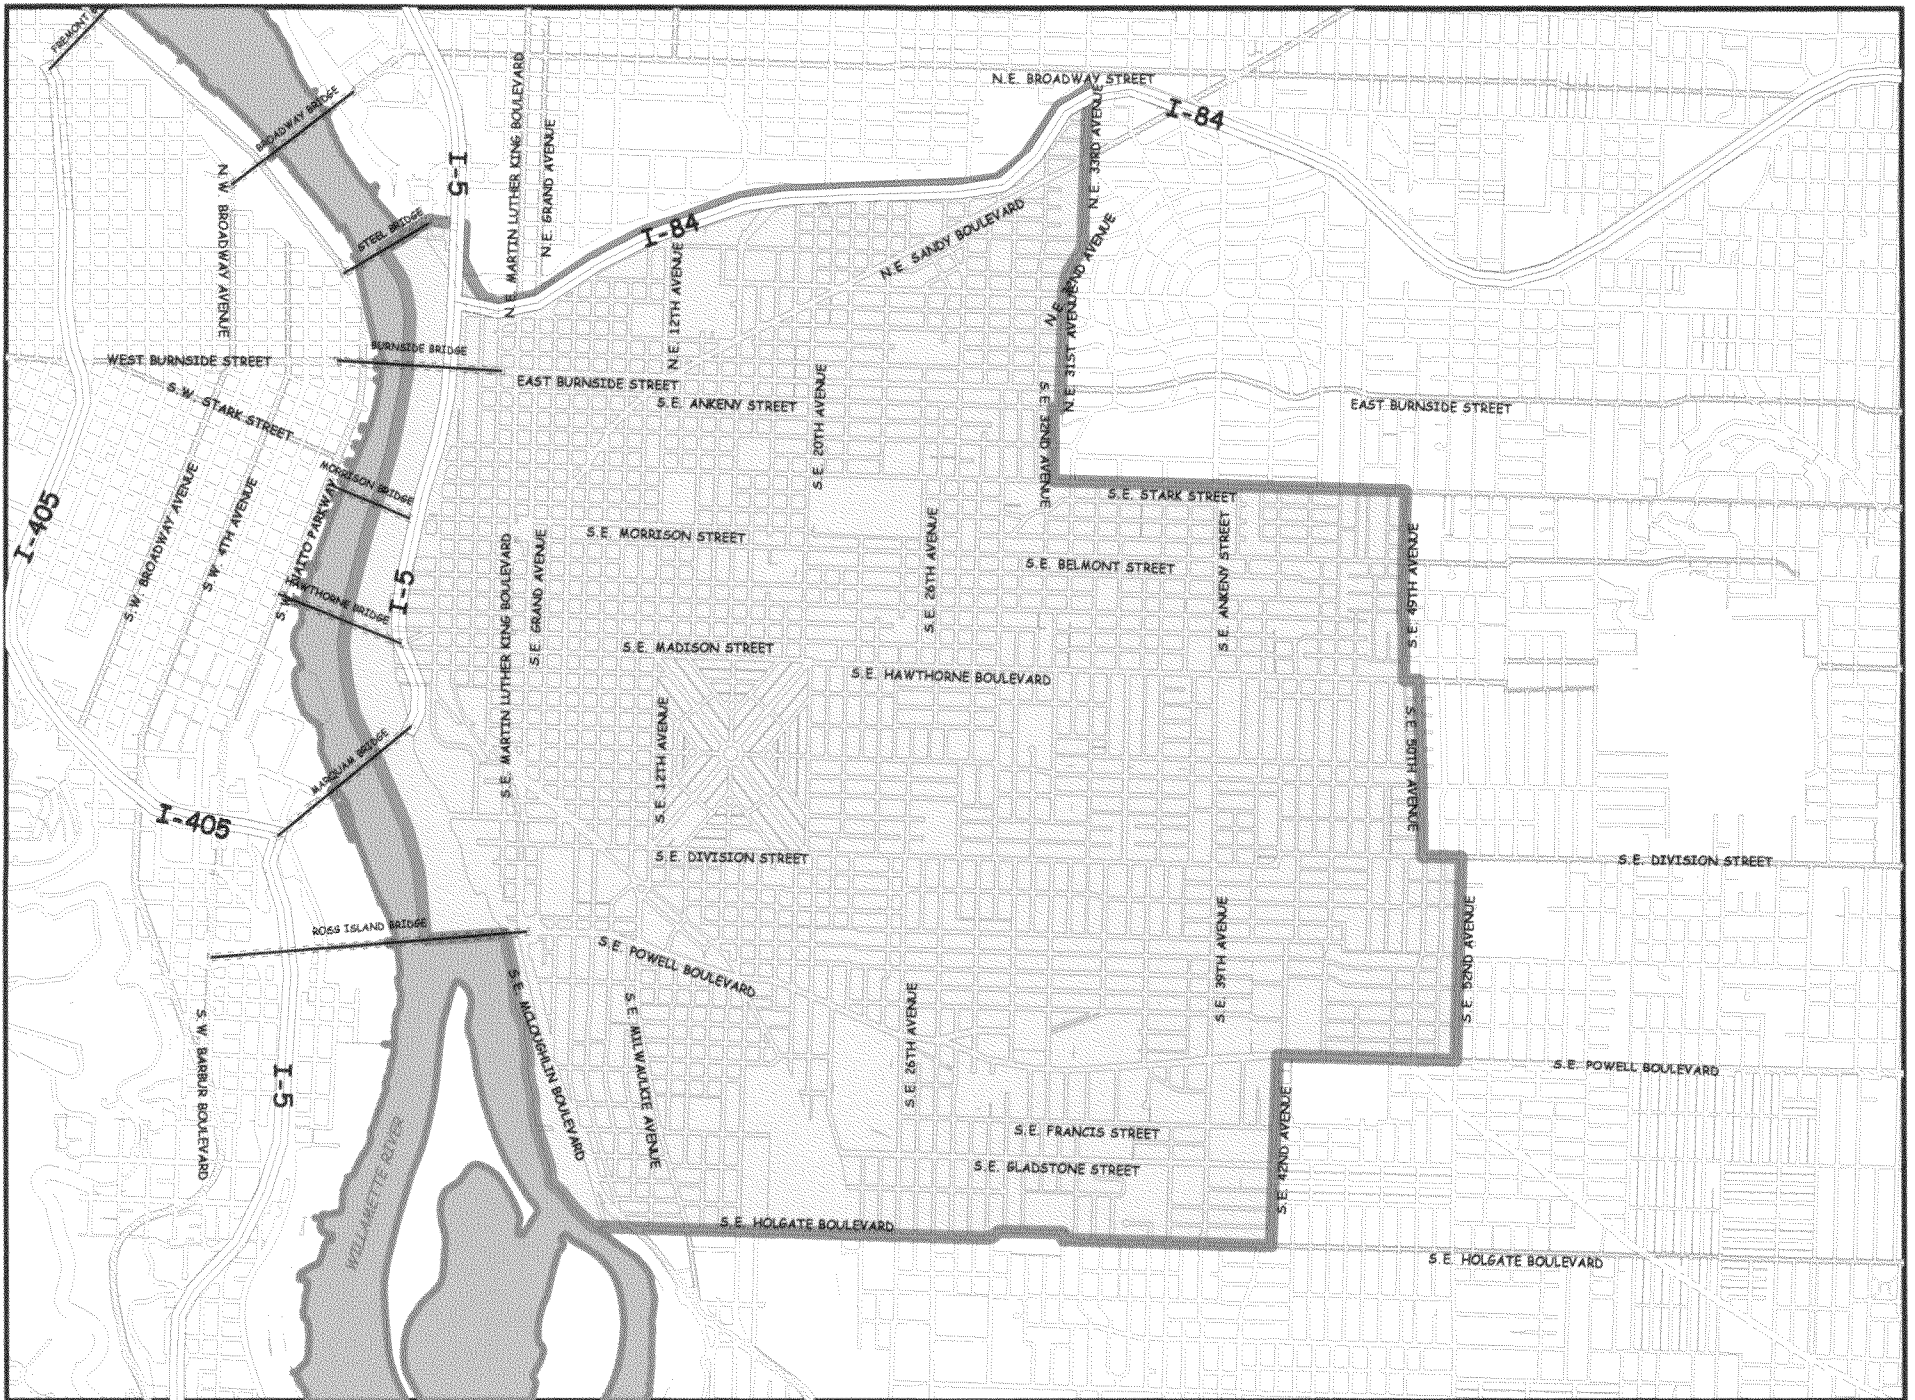 FREMONT
BROADWAY BRIDGE
STEEL BRIDGE
N.W. BROADWAY AVENUE
I-5
N.E. MARTIN LUTHER KING BOULEVARD
N.E. GRAND AVENUE
N.E. BROADWAY STREET
I-84
N.E. 33RD AVENUE
I-84
N.E. 12TH AVENUE
N.E. SANDY BOULEVARD
N.E. 32ND AVENUE
N.E. 31ST AVENUE
WEST BURNSIDE STREET
BURNSIDE BRIDGE
EAST BURNSIDE STREET
S.E. ANKENY STREET
S.E. 20TH AVENUE
S.E. 32ND AVENUE
EAST BURNSIDE STREET
S.W. STARK STREET
MORRISON BRIDGE
I-405
S.W. BROADWAY AVENUE
S.W. 4TH AVENUE
S.W. NAITO PARKWAY
HAWTHORNE BRIDGE
I-5
S.E. MARTIN LUTHER KING BOULEVARD
S.E. GRAND AVENUE
S.E. MORRISON STREET
S.E. 26TH AVENUE
S.E. STARK STREET
S.E. BELMONT STREET
S.E. ANKENY STREET
S.E. 49TH AVENUE
S.E. MADISON STREET
S.E. HAWTHORNE BOULEVARD
S.E. 12TH AVENUE
S.E. 50TH AVENUE
MARQUAM BRIDGE
I-405
S.E. DIVISION STREET
S.E. DIVISION STREET
ROSS ISLAND BRIDGE
S.E. POWELL BOULEVARD
S.E. 39TH AVENUE
S.E. 52ND AVENUE
S.W. BARBUR BOULEVARD
I-5
S.E. MCLOUGHLIN BOULEVARD
S.E. MILWAUKIE AVENUE
S.E. 26TH AVENUE
S.E. POWELL BOULEVARD
WILLAMETTE RIVER
S.E. FRANCIS STREET
S.E. GLADSTONE STREET
S.E. 42ND AVENUE
S.E. HOLGATE BOULEVARD
S.E. HOLGATE BOULEVARD